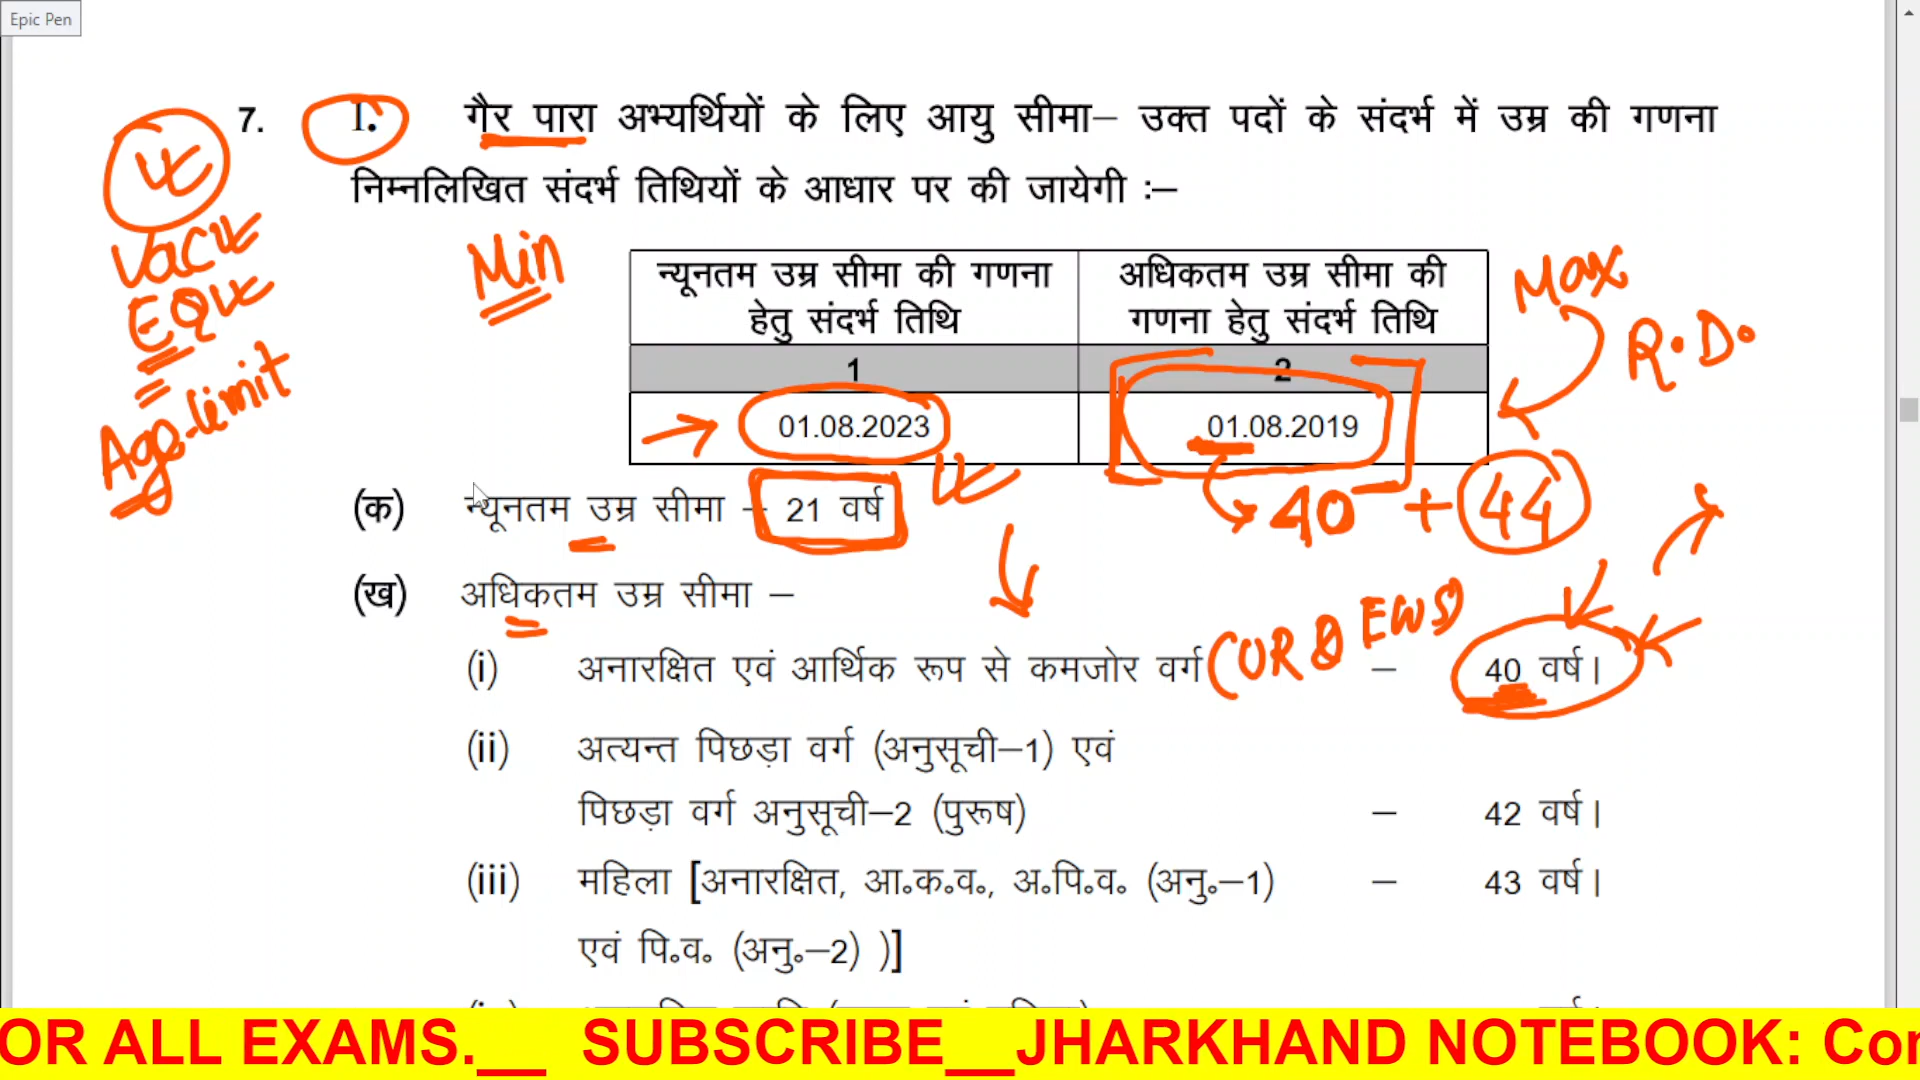 Epic Pen
7. I. गैर पारा अभ्यर्थियों के लिए आयु सीमा– उक्त पदों के संदर्भ में उम्र की गणना
निम्नलिखित संदर्भ तिथियों के आधार पर की जायेगी :–
Vac
EQ
Age-limit
Min
Max
R.D.
न्यूनतम उम्र सीमा की गणना हेतु संदर्भ तिथि
अधिकतम उम्र सीमा की गणना हेतु संदर्भ तिथि
1 2
01.08.2023 01.08.2019
40 + 44
(क) न्यूनतम उम्र सीमा – 21 वर्ष
(ख) अधिकतम उम्र सीमा –
(i) अनारक्षित एवं आर्थिक रूप से कमजोर वर्ग (UR & EWS) – 40 वर्ष।
(ii) अत्यन्त पिछड़ा वर्ग (अनुसूची–1) एवं
पिछड़ा वर्ग अनुसूची–2 (पुरूष) – 42 वर्ष।
(iii) महिला [अनारक्षित, आ॰क॰व॰, अ॰पि॰व॰ (अनु॰–1) – 43 वर्ष।
एवं पि॰व॰ (अनु॰–2) )]
OR ALL EXAMS.__ SUBSCRIBE__JHARKHAND NOTEBOOK: Con